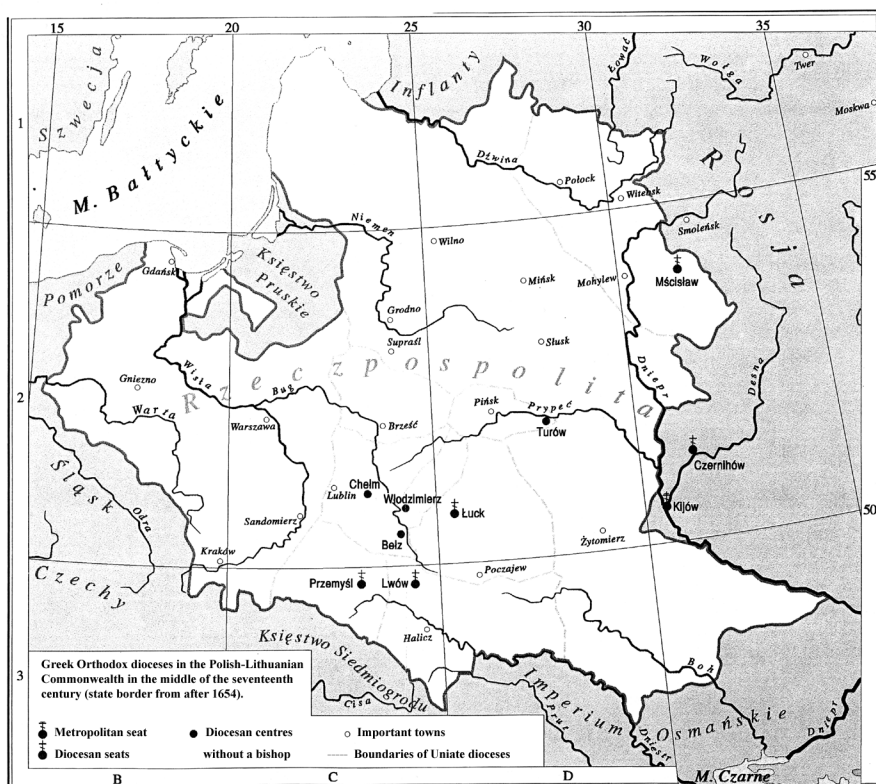 15
20
25
30
35
1
2
3
55
50
B
C
D
Szwecja
M. Bałtyckie
Inflanty
Łować
Wołga
Twer
Moskwa
Rosja
Dźwina
Połock
Witebsk
Smoleńsk
Niemen
Wilno
Księstwo
Pruskie
Gdańsk
Pomorze
Mińsk
Mohylew
Mścisław
Grodno
Supraśl
Słusk
Rzeczpospolita
Dniepr
Desna
Gniezno
Wisła
Bug
Warta
Warszawa
Brześć
Pińsk
Prypeć
Turów
Czernihów
Śląsk
Odra
Chełm
Lublin
Włodzimierz
Łuck
Kijów
Sandomierz
Bełz
Żytomierz
Kraków
Czechy
Przemyśl
Lwów
Poczajew
Halicz
Księstwo Siedmiogrodu
Cisa
Prut
Imperium Osmańskie
Boh
Dniestr
Dniepr
M. Czarne
Greek Orthodox dioceses in the Polish-Lithuanian
Commonwealth in the middle of the seventeenth
century (state border from after 1654).
Metropolitan seat
Diocesan seats
Diocesan centres
without a bishop
Important towns
Boundaries of Uniate dioceses